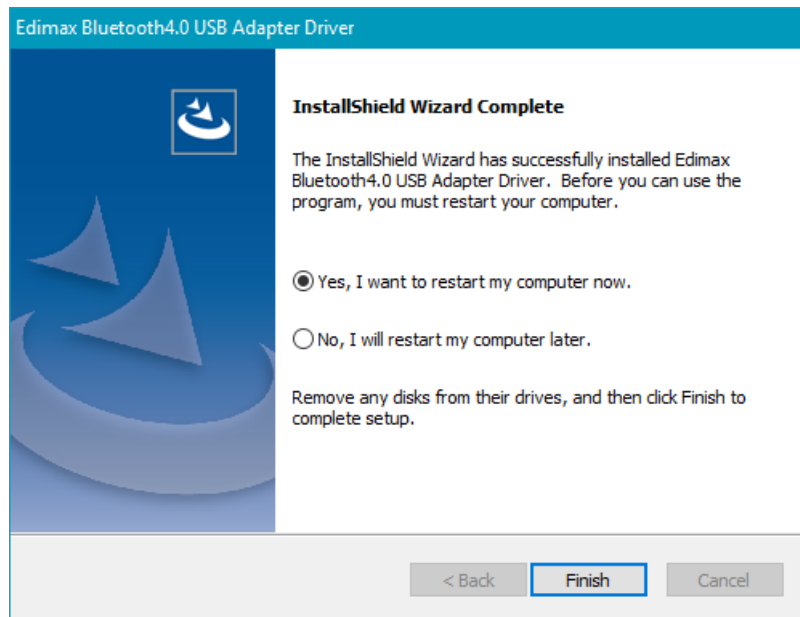 Edimax Bluetooth4.0 USB Adapter Driver
InstallShield Wizard Complete
The InstallShield Wizard has successfully installed Edimax
Bluetooth4.0 USB Adapter Driver.  Before you can use the
program, you must restart your computer.
Yes, I want to restart my computer now.
No, I will restart my computer later.
Remove any disks from their drives, and then click Finish to
complete setup.
< Back Finish Cancel